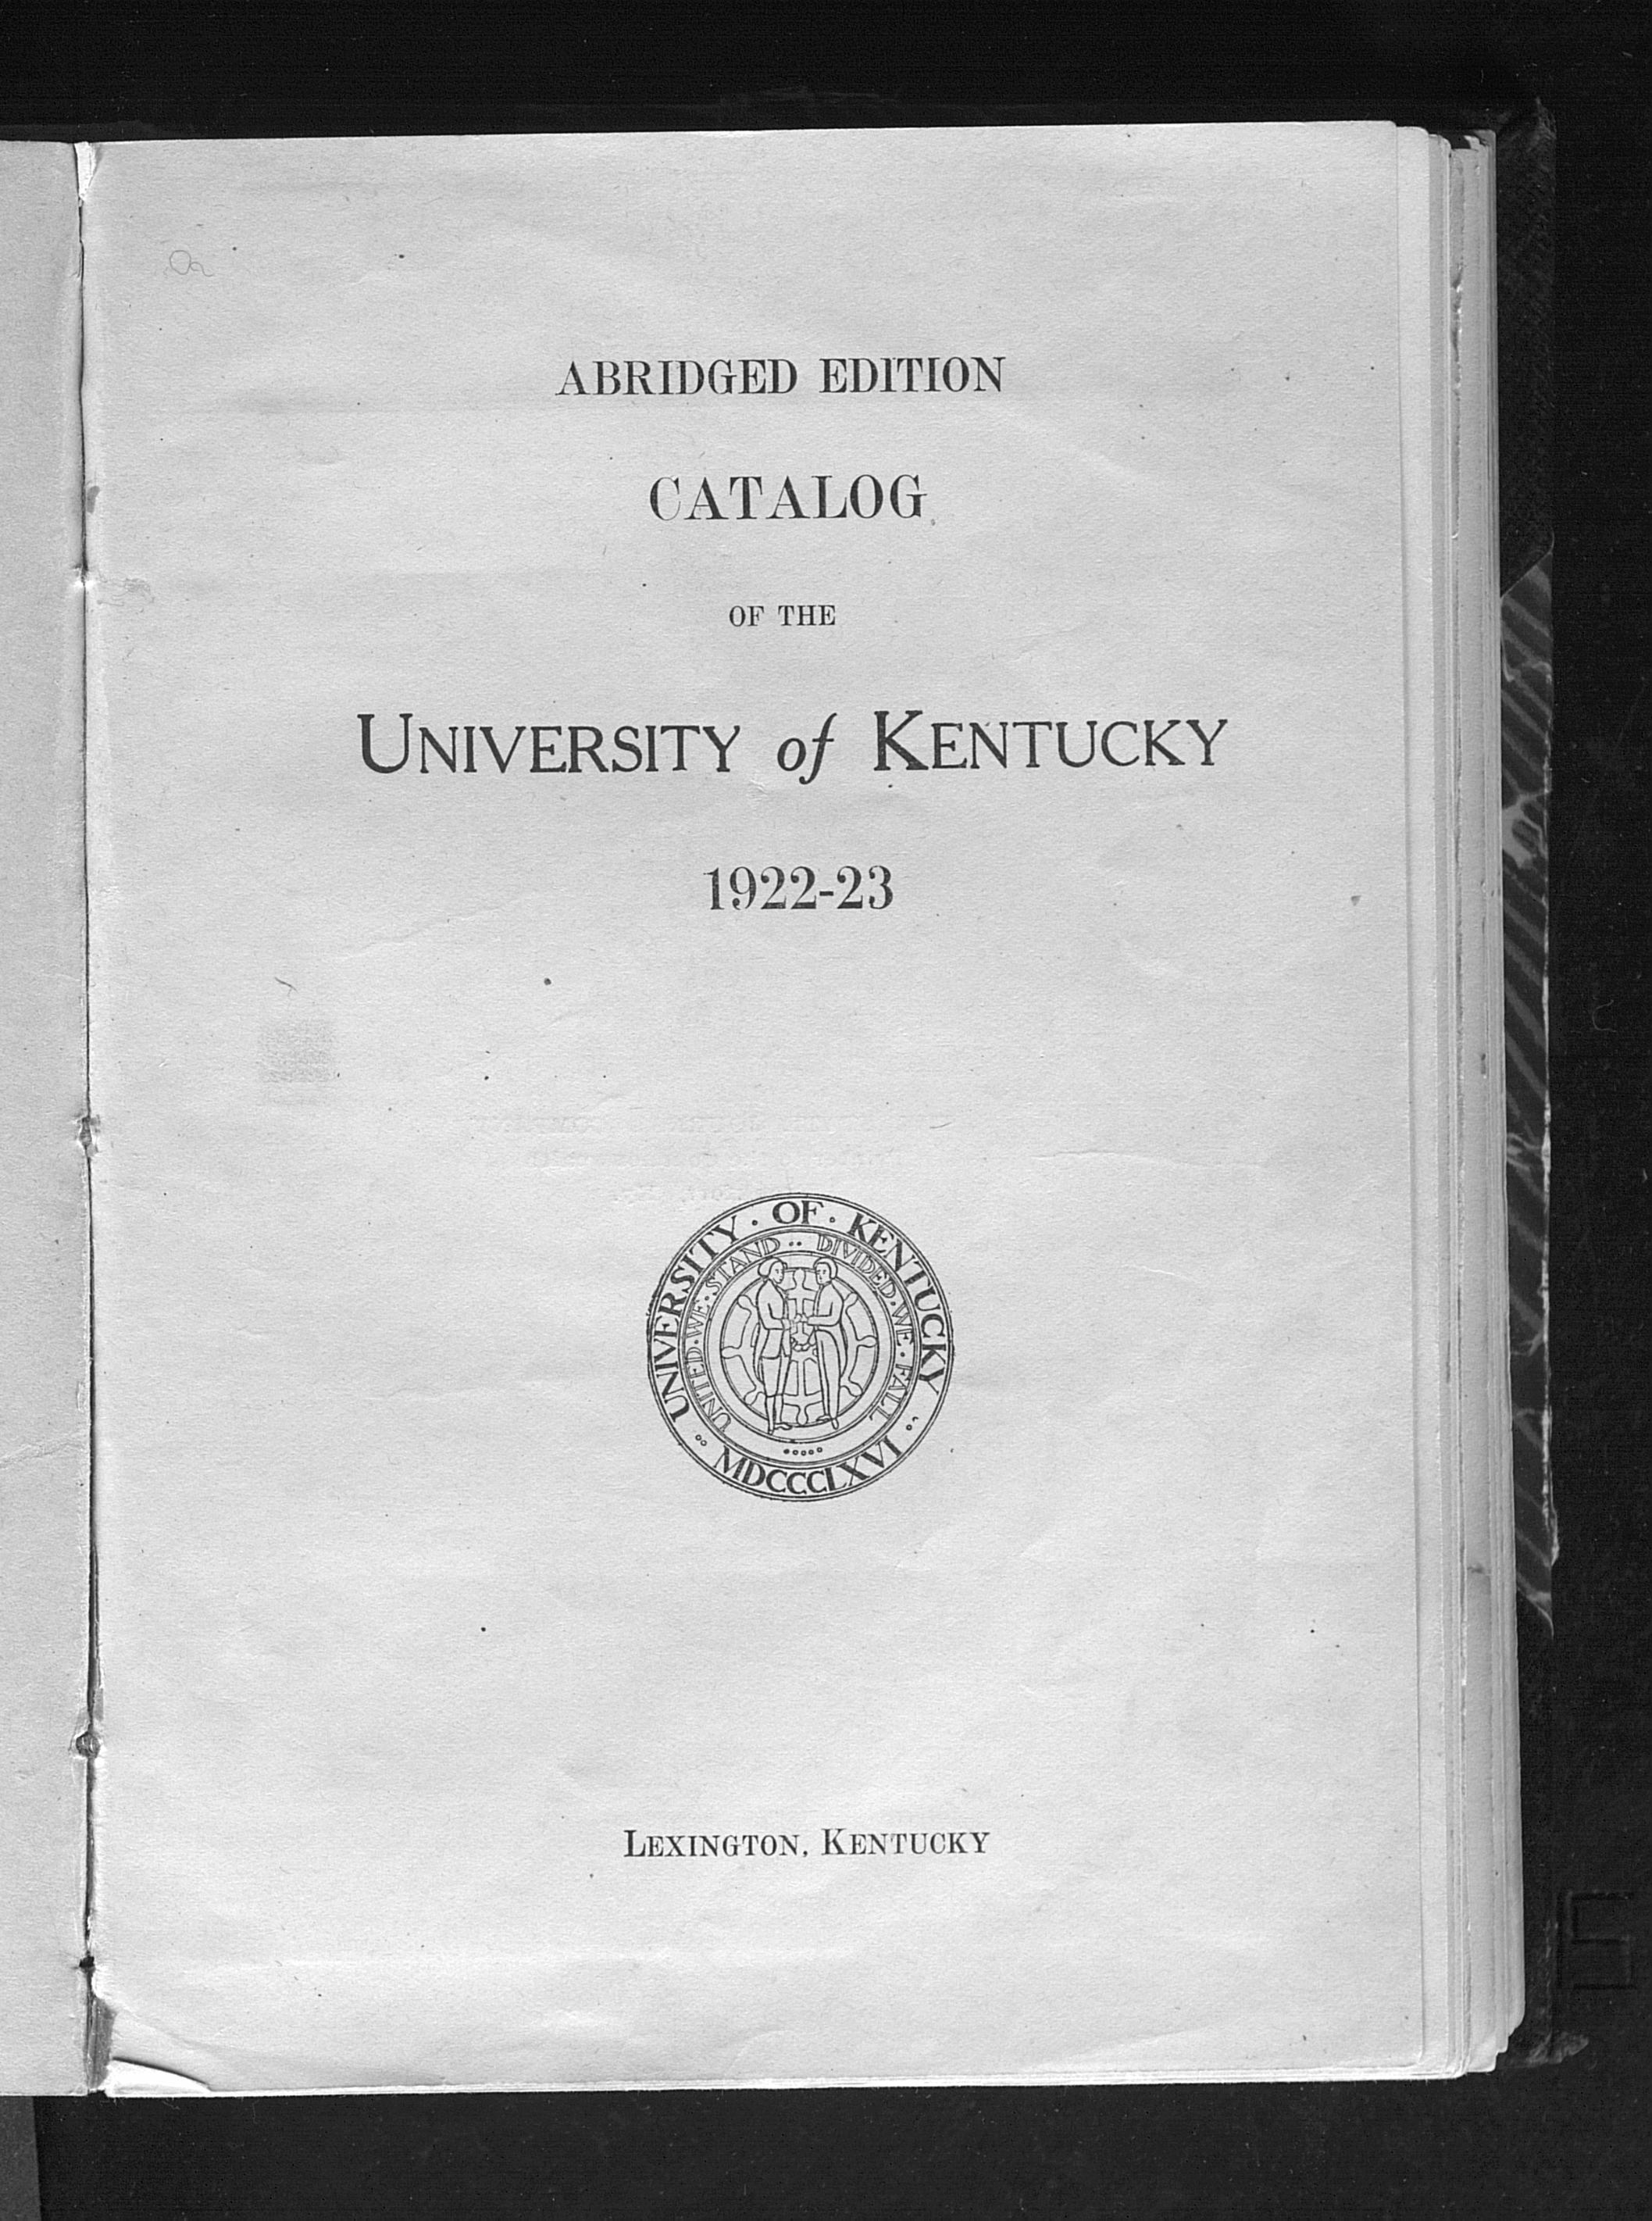 ABRIDGED EDITION
CATALOG
OF THE
UNIVERSITY of KENTUCKY
1922-23
UNIVERSITY · OF · KENTUCKY
UNITED · WE · STAND ·· DIVIDED · WE · FALL
MDCCCLXVI
LEXINGTON, KENTUCKY